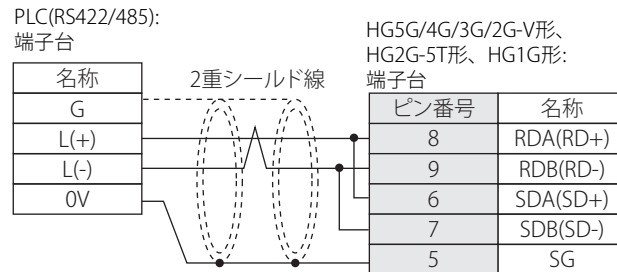 PLC(RS422/485):
端子台
HG5G/4G/3G/2G-V形、
HG2G-5T形、HG1G形:
端子台
2重シールド線
名称
G
L(+)
L(-)
0V
ピン番号 名称
8 RDA(RD+)
9 RDB(RD-)
6 SDA(SD+)
7 SDB(SD-)
5 SG